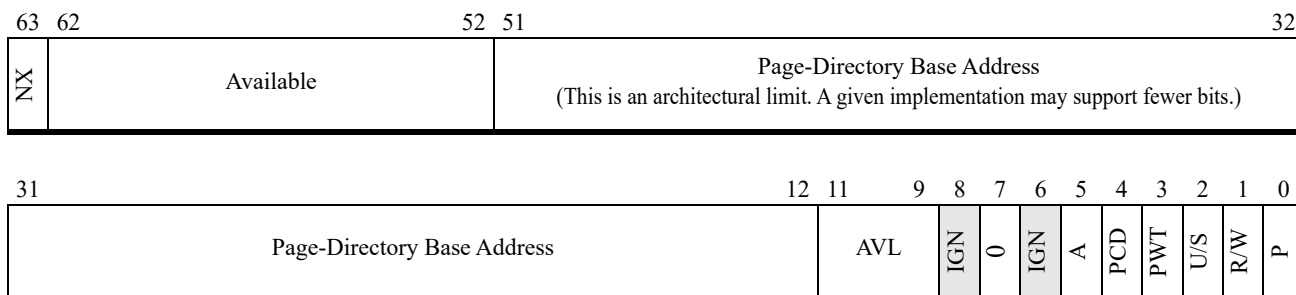 63 62 52 51 32
NX Available Page-Directory Base Address
(This is an architectural limit. A given implementation may support fewer bits.)
31 12 11 9 8 7 6 5 4 3 2 1 0
Page-Directory Base Address AVL IGN 0 IGN A PCD PWT U/S R/W P